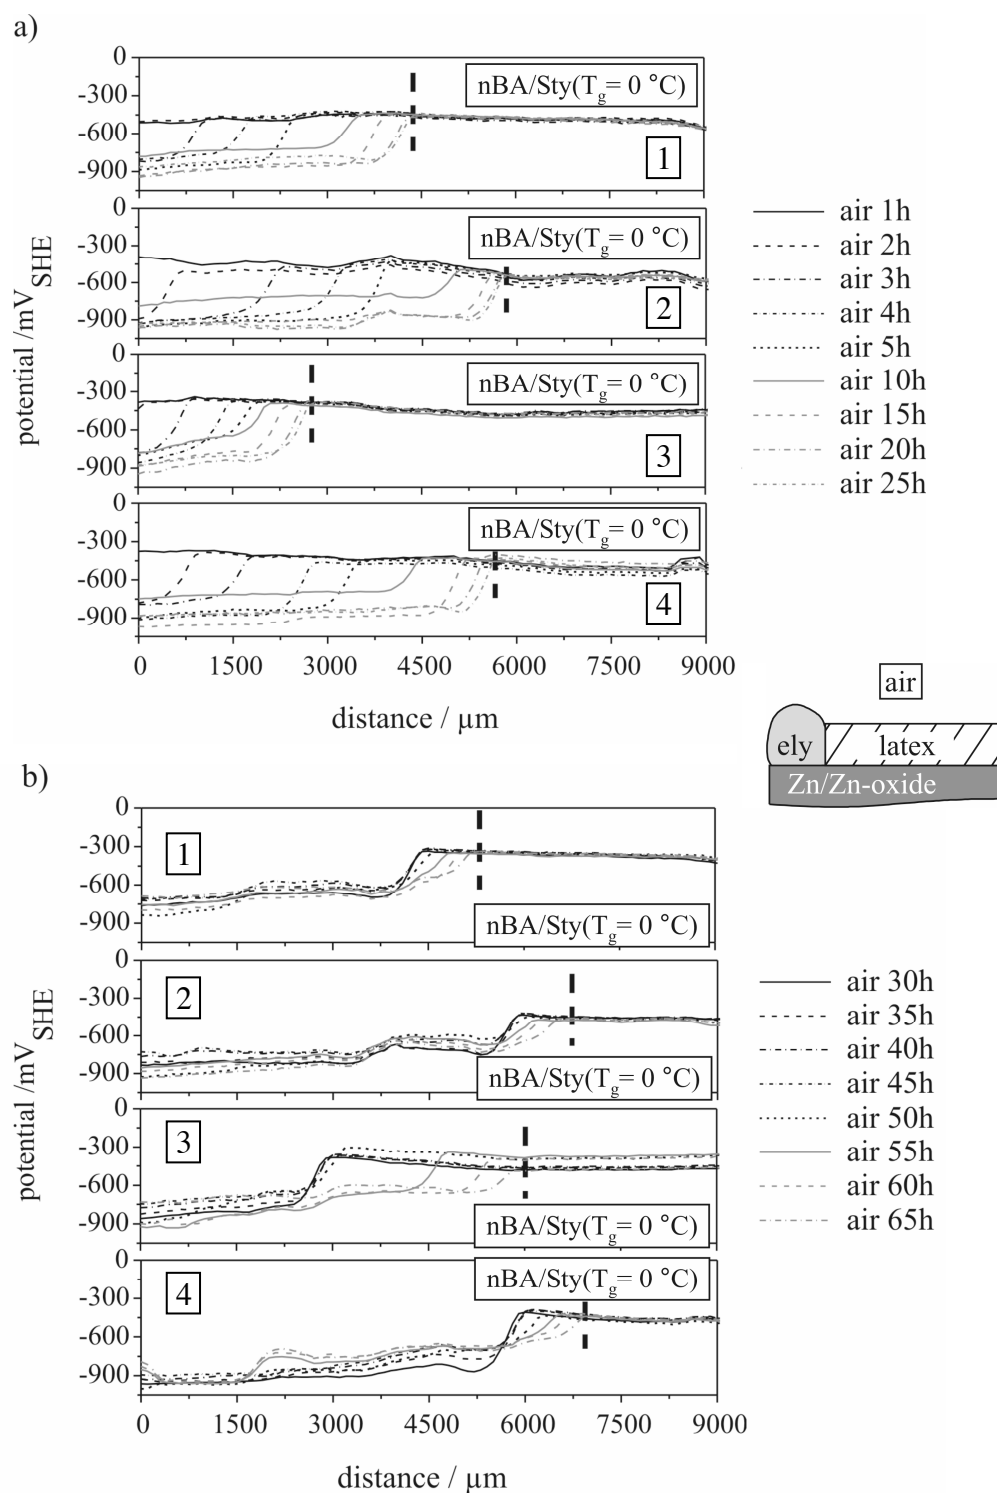 a)
0
-300
-600
-900
nBA/Sty(Tg= 0 °C)
1
0
-300
-600
-900
nBA/Sty(Tg= 0 °C)
2
0
-300
-600
-900
nBA/Sty(Tg= 0 °C)
3
0
-300
-600
-900
nBA/Sty(Tg= 0 °C)
4
potential /mVSHE
0 1500 3000 4500 6000 7500 9000
distance / µm
air 1h
air 2h
air 3h
air 4h
air 5h
air 10h
air 15h
air 20h
air 25h
air
ely latex
Zn/Zn-oxide
b)
0
-300
-600
-900
1
nBA/Sty(Tg= 0 °C)
0
-300
-600
-900
2
nBA/Sty(Tg= 0 °C)
0
-300
-600
-900
3
nBA/Sty(Tg= 0 °C)
0
-300
-600
-900
4
nBA/Sty(Tg= 0 °C)
potential /mVSHE
0 1500 3000 4500 6000 7500 9000
distance / µm
air 30h
air 35h
air 40h
air 45h
air 50h
air 55h
air 60h
air 65h